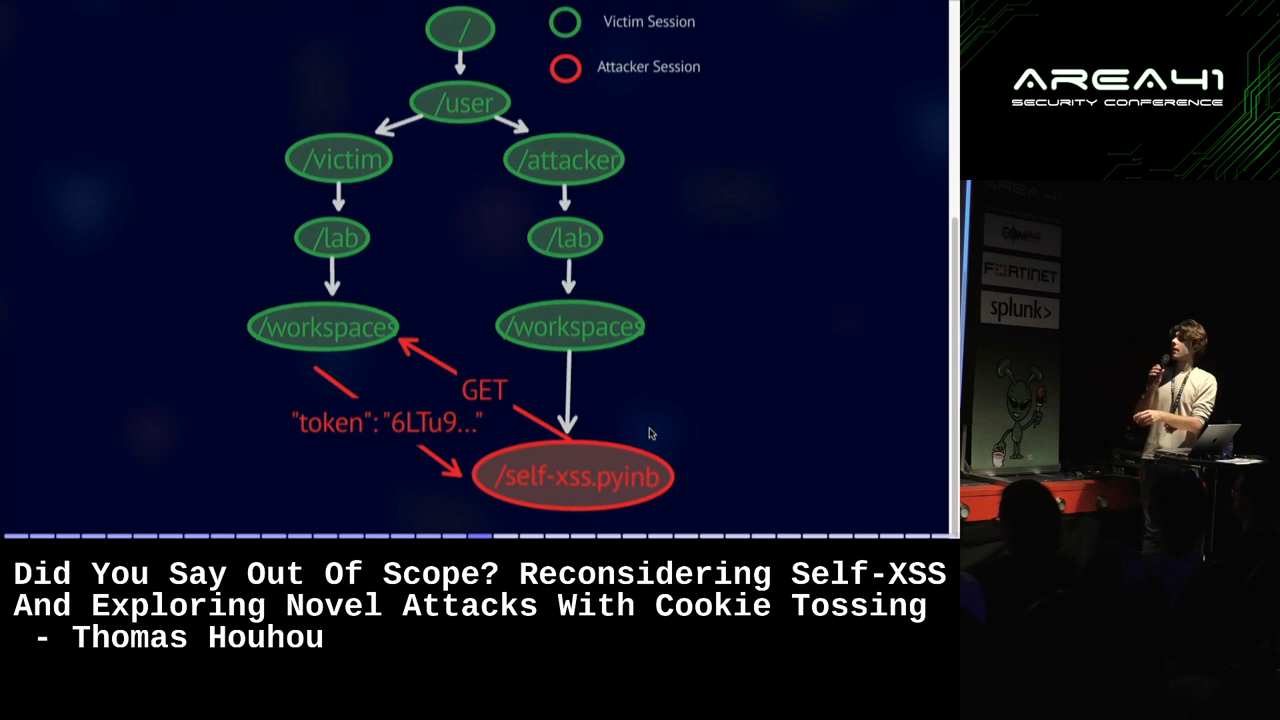 /
Victim Session
Attacker Session
/user
/victim
/attacker
/lab
/lab
/workspaces
/workspaces
GET
"token": "6LTu9..."
/self-xss.pyinb
AREA41
SECURITY CONFERENCE
AREA41
FORTINET
splunk>
Did You Say Out Of Scope? Reconsidering Self-XSS
And Exploring Novel Attacks With Cookie Tossing
- Thomas Houhou